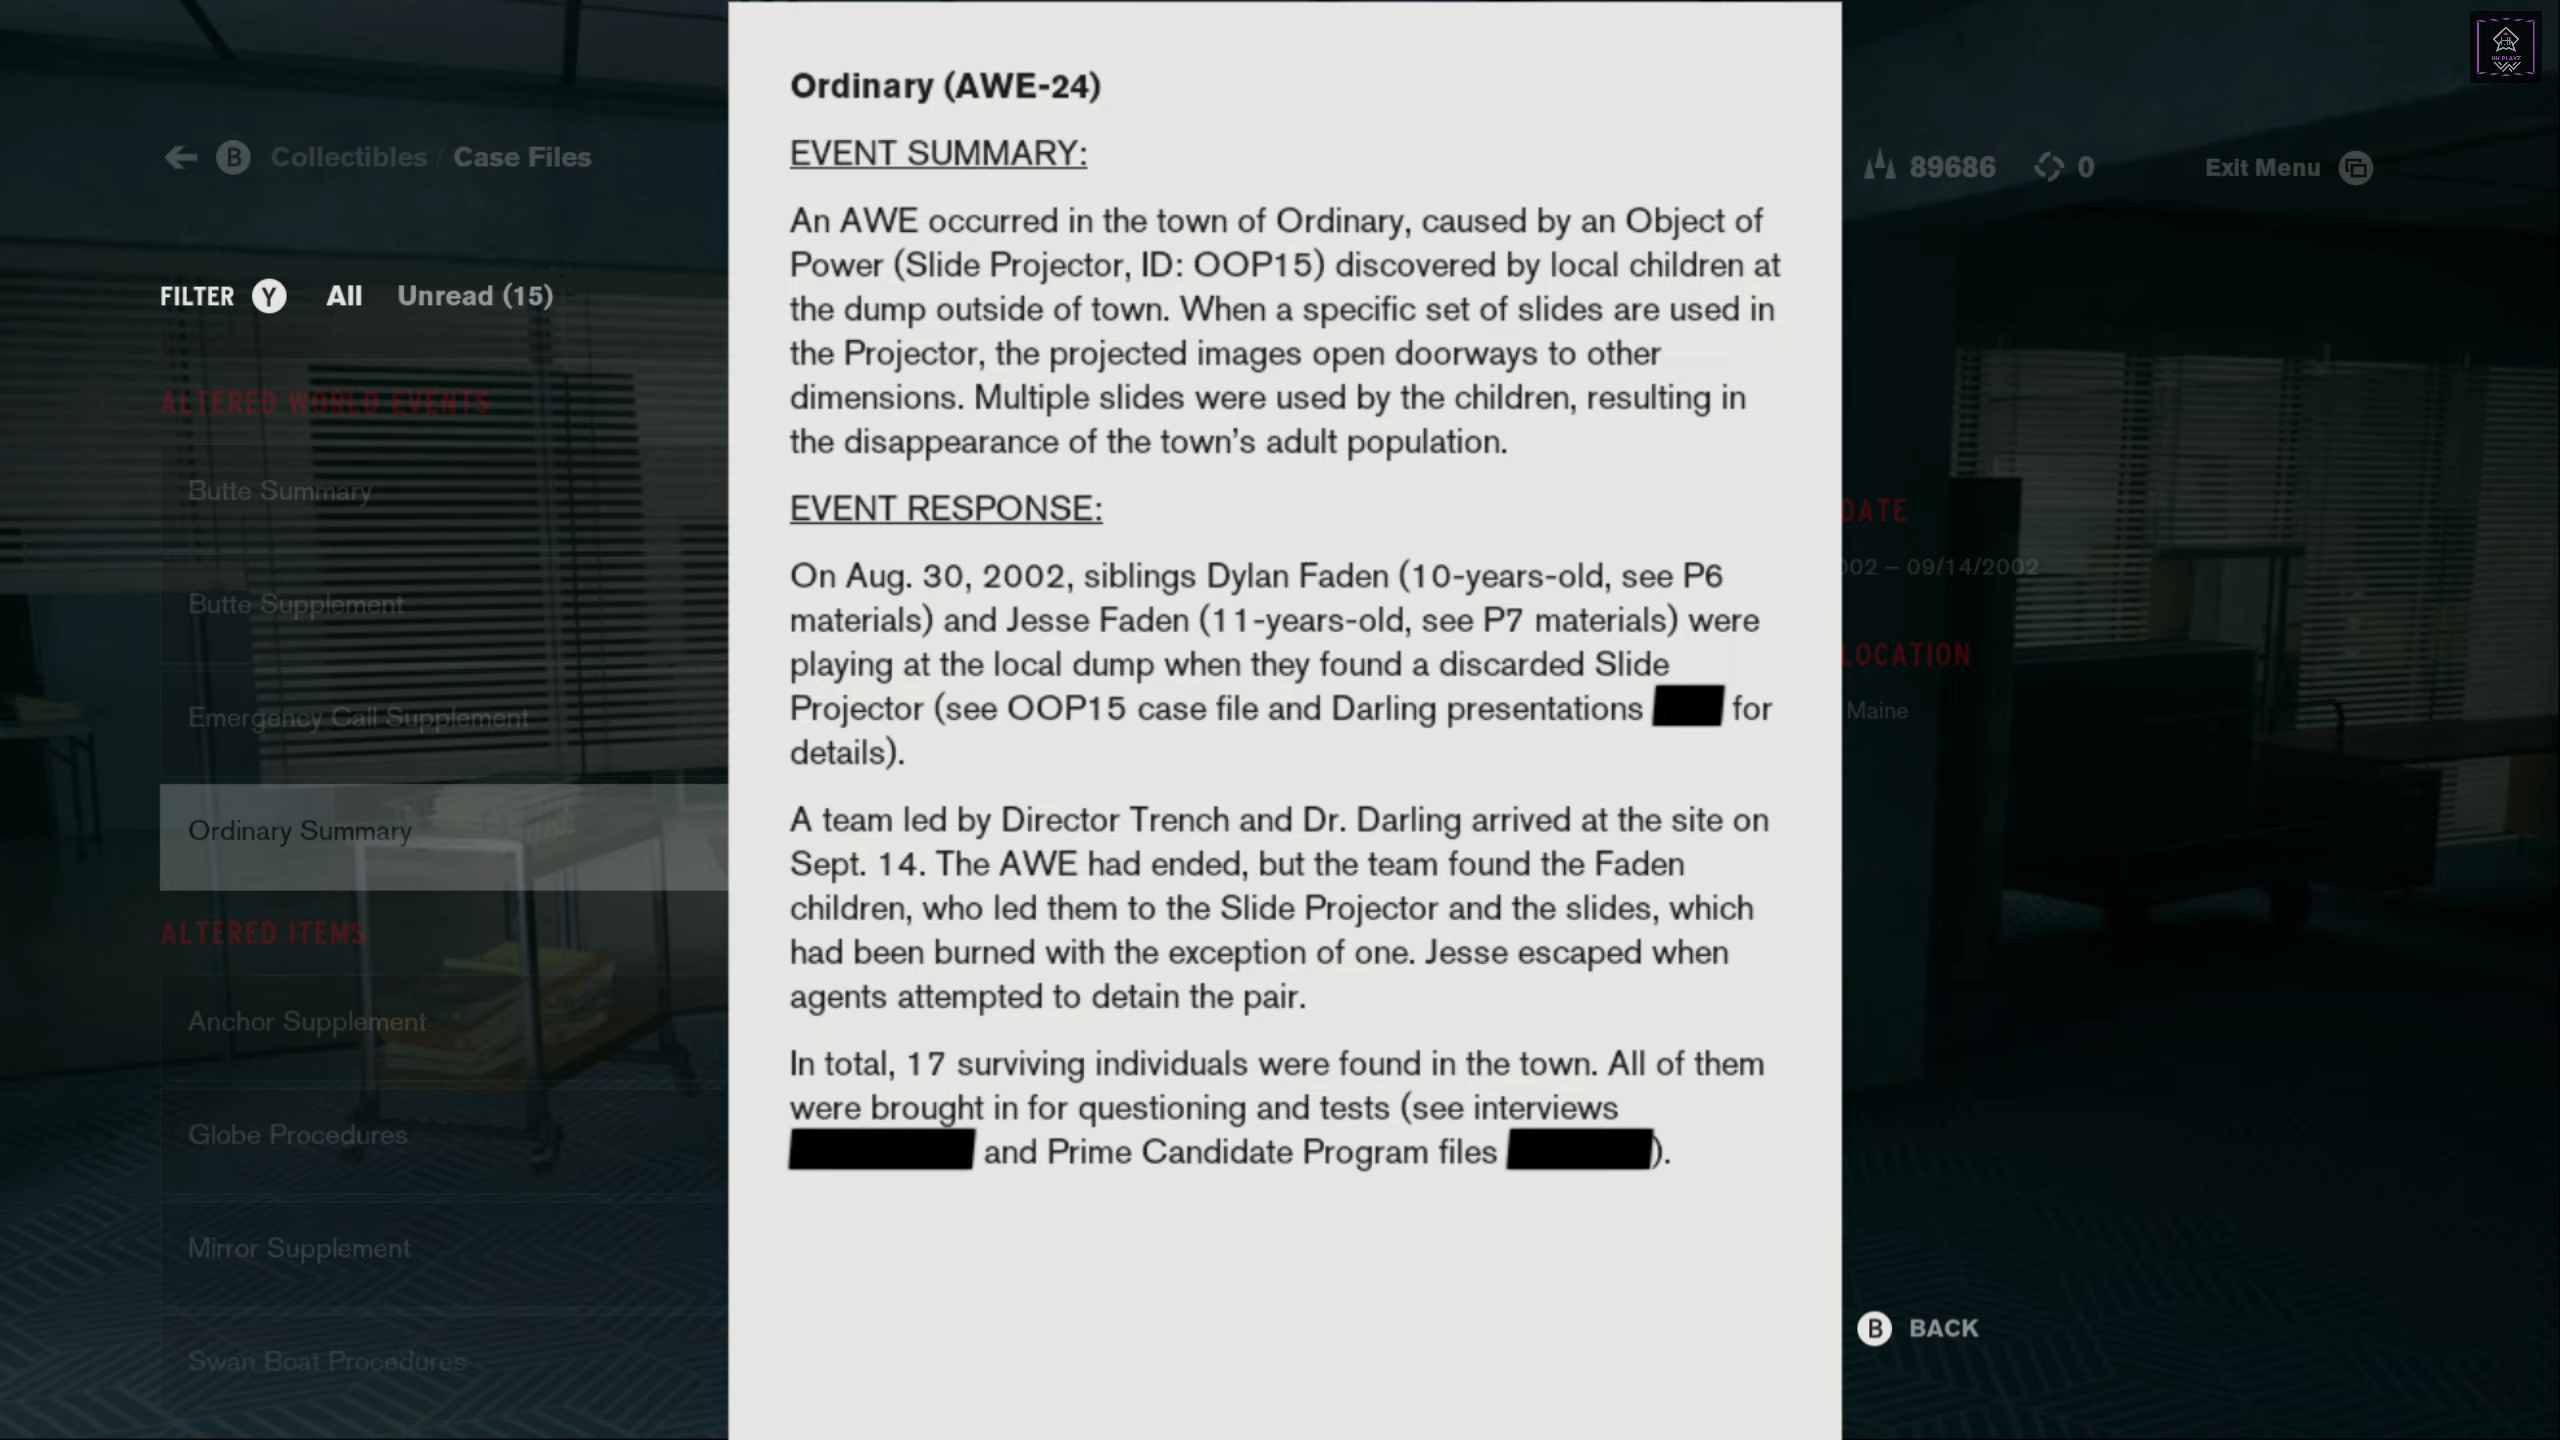 Ordinary (AWE-24)
EVENT SUMMARY:
An AWE occurred in the town of Ordinary, caused by an Object of
Power (Slide Projector, ID: OOP15) discovered by local children at
the dump outside of town. When a specific set of slides are used in
the Projector, the projected images open doorways to other
dimensions. Multiple slides were used by the children, resulting in
the disappearance of the town's adult population.
EVENT RESPONSE:
On Aug. 30, 2002, siblings Dylan Faden (10-years-old, see P6
materials) and Jesse Faden (11-years-old, see P7 materials) were
playing at the local dump when they found a discarded Slide
Projector (see OOP15 case file and Darling presentations for
details).
A team led by Director Trench and Dr. Darling arrived at the site on
Sept. 14. The AWE had ended, but the team found the Faden
children, who led them to the Slide Projector and the slides, which
had been burned with the exception of one. Jesse escaped when
agents attempted to detain the pair.
In total, 17 surviving individuals were found in the town. All of them
were brought in for questioning and tests (see interviews
and Prime Candidate Program files ).
B Collectibles / Case Files
FILTER Y All Unread (15)
ALTERED WORLD EVENTS
Butte Summary
Butte Supplement
Emergency Call Supplement
Ordinary Summary
ALTERED ITEMS
Anchor Supplement
Globe Procedures
Mirror Supplement
Swan Boat Procedures
89686 0 Exit Menu
DATE
002 – 09/14/2002
LOCATION
Maine
B BACK